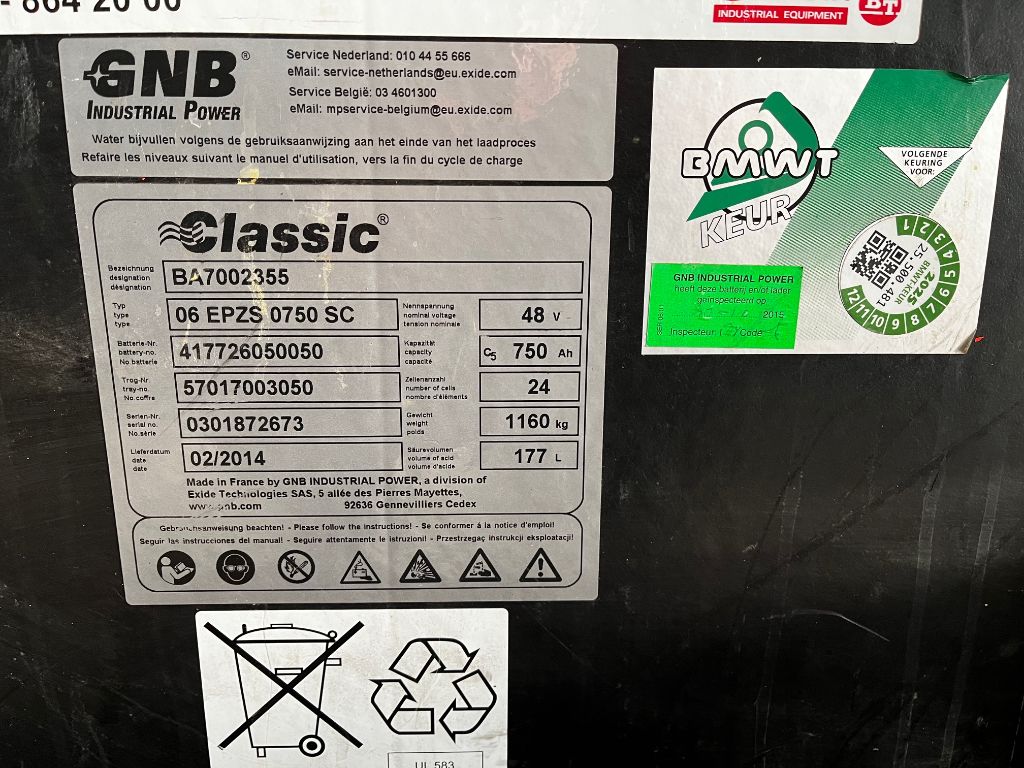 - 864 20 00
INDUSTRIAL EQUIPMENT
BT
GNB®
INDUSTRIAL POWER
Service Nederland: 010 44 55 666
eMail: service-netherlands@eu.exide.com
Service België: 03 4601300
eMail: mpservice-belgium@eu.exide.com
Water bijvullen volgens de gebruiksaanwijzing aan het einde van het laadproces
Refaire les niveaux suivant le manuel d'utilisation, vers la fin du cycle de charge
Classic®
Bezeichnung
designation
désignation
BA7002355
Typ
type
type
06 EPZS 0750 SC
Nennspannung
nominal voltage
tension nominale
48 V
Batterie-Nr.
battery-no.
No batterie
417726050050
Kapazität
capacity
capacité
C5 750 Ah
Trog-Nr.
tray-no.
No.coffre
57017003050
Zellenanzahl
number of cells
nombre d'éléments
24
Serien-Nr.
serial no.
No.série
0301872673
Gewicht
weight
poids
1160 kg
Lieferdatum
date
date
02/2014
Säurevolumen
volume of acid
volume d'acide
177 L
Made in France by GNB INDUSTRIAL POWER, a division of
Exide Technologies SAS, 5 allée des Pierres Mayettes,
www.gnb.com 92636 Gennevilliers Cedex
Gebrauchsanweisung beachten! - Please follow the instructions! - Se conformer à la notice d'emploi!
Seguir las instrucciones del manual! - Seguire attentamente le istruzioni! - Przestrzegać instrukcji eksploatacji!
BMWT
KEUR
VOLGENDE
KEURING
VOOR:
1 2 3 4 5 6 7 8 9 10 11 12
25.500.481
BMWT-KEUR
2025
GNB INDUSTRIAL POWER
heeft deze batterij en/of lader
geïnspecteerd op
2015
Inspecteur Code
UL 583